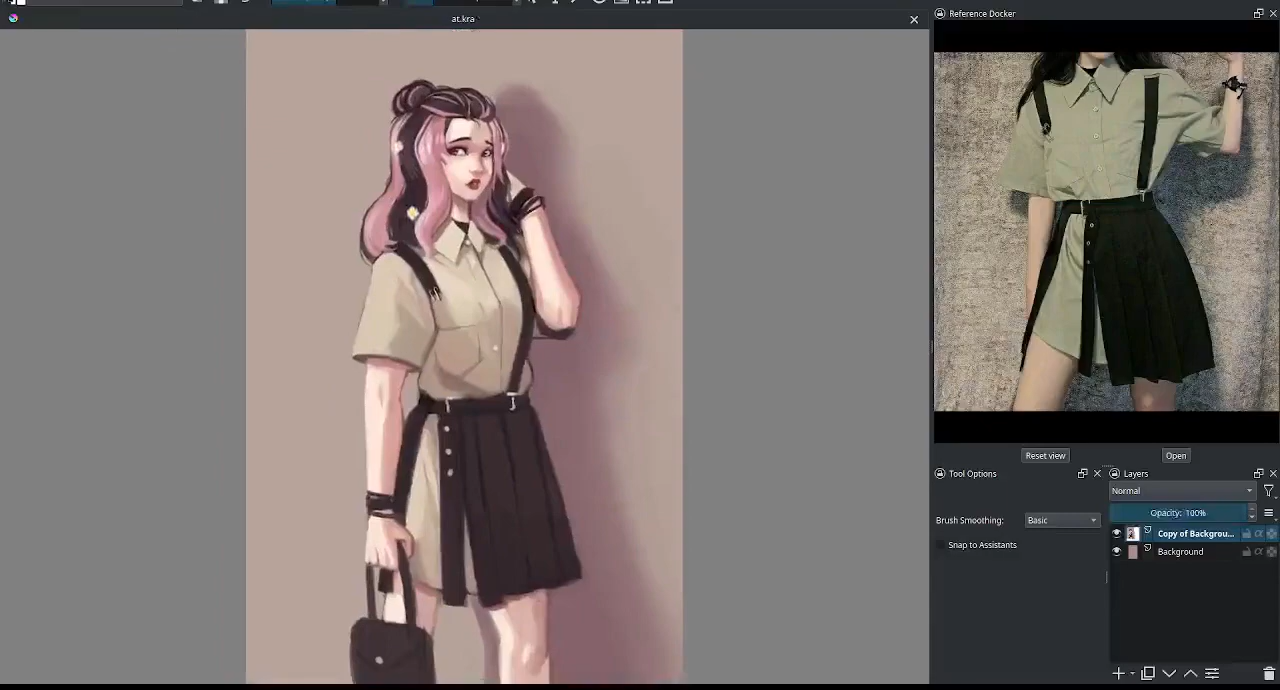 at.kra
Reference Docker
Reset view
Open
Tool Options
Layers
Normal
Brush Smoothing:
Basic
Opacity: 100%
Snap to Assistants
Copy of Backgrou...
Background